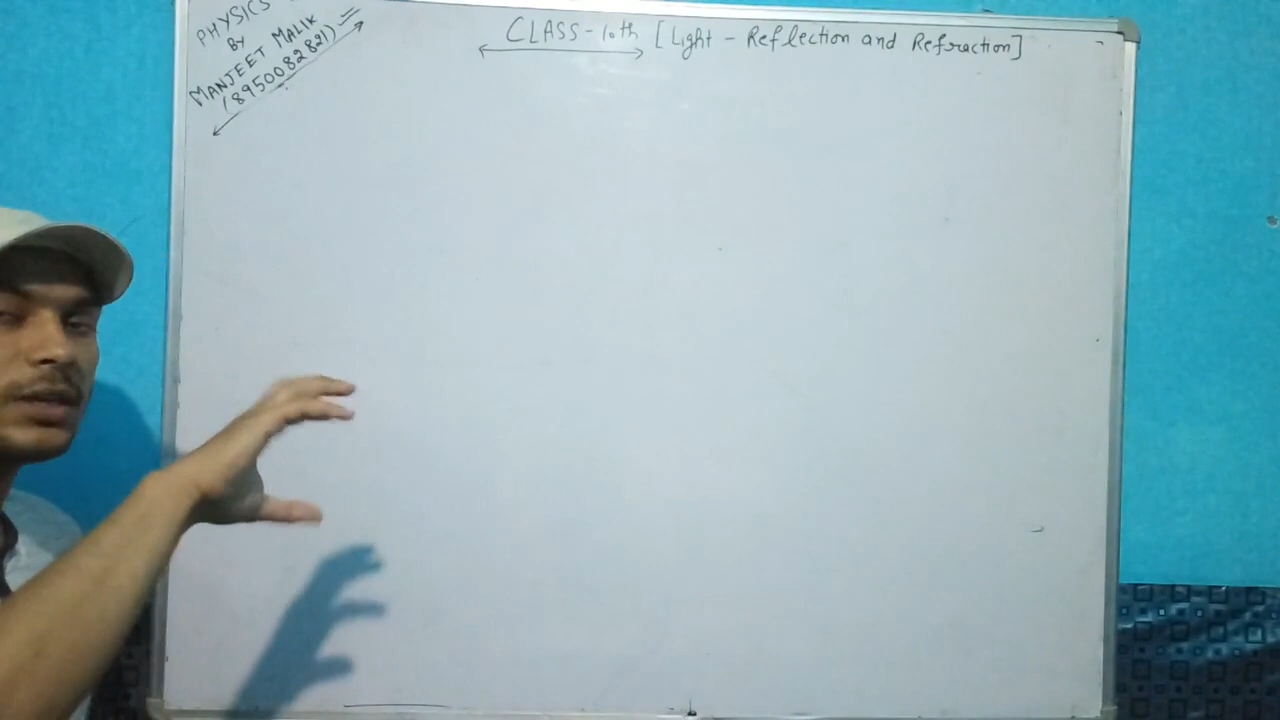 PHYSICS
BY
MANJEET MALIK
(8950082821)
CLASS-10th [Light - Reflection and Refraction]